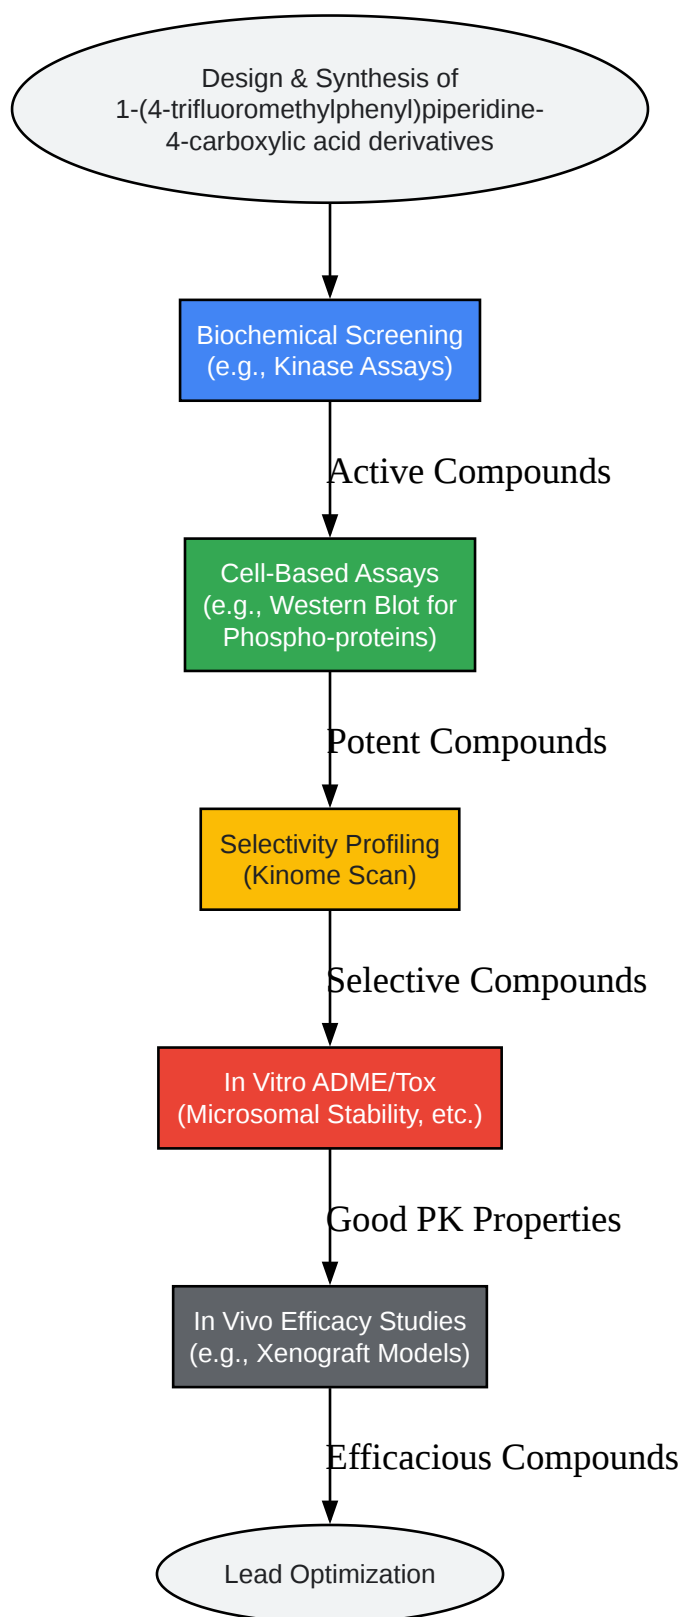 Design & Synthesis of
1-(4-trifluoromethylphenyl)piperidine-
4-carboxylic acid derivatives
Biochemical Screening
(e.g., Kinase Assays)
Active Compounds
Cell-Based Assays
(e.g., Western Blot for
Phospho-proteins)
Potent Compounds
Selectivity Profiling
(Kinome Scan)
Selective Compounds
In Vitro ADME/Tox
(Microsomal Stability, etc.)
Good PK Properties
In Vivo Efficacy Studies
(e.g., Xenograft Models)
Efficacious Compounds
Lead Optimization